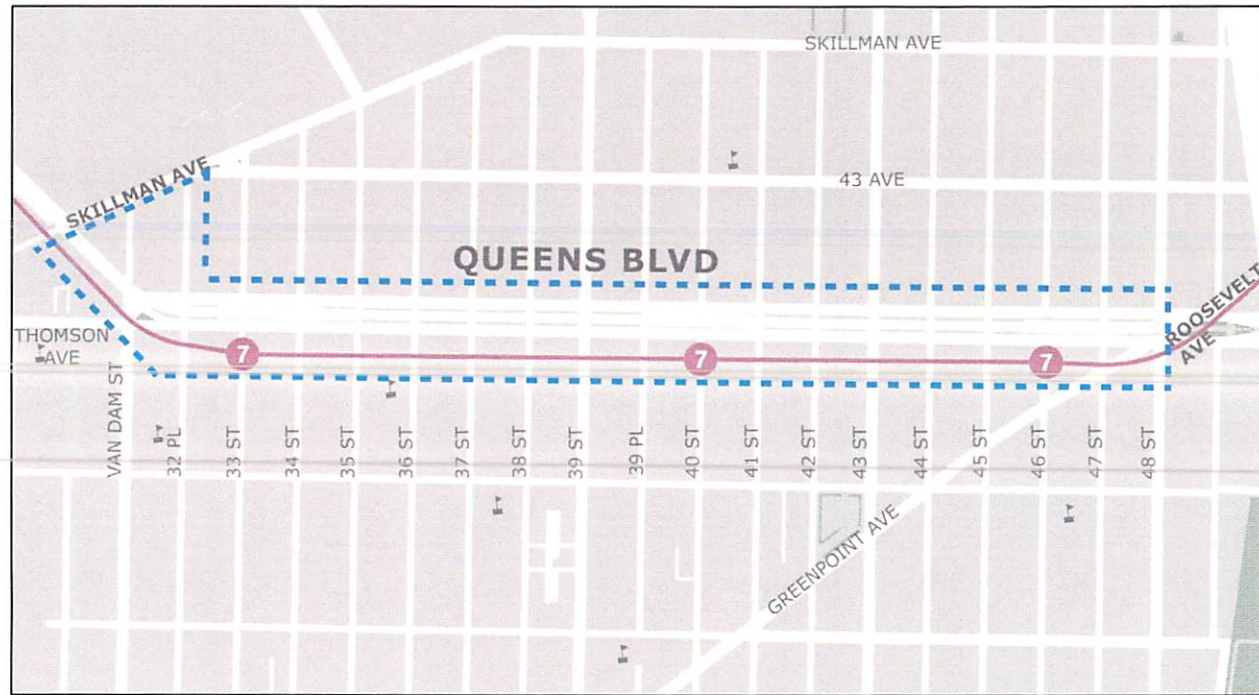 SKILLMAN AVE
SKILLMAN AVE
43 AVE
QUEENS BLVD
ROOSEVELT
AVE
THOMSON
AVE
7
7
7
VAN DAM ST
32 PL
33 ST
34 ST
35 ST
36 ST
37 ST
38 ST
39 ST
39 PL
40 ST
41 ST
42 ST
43 ST
44 ST
45 ST
46 ST
47 ST
48 ST
GREENPOINT AVE